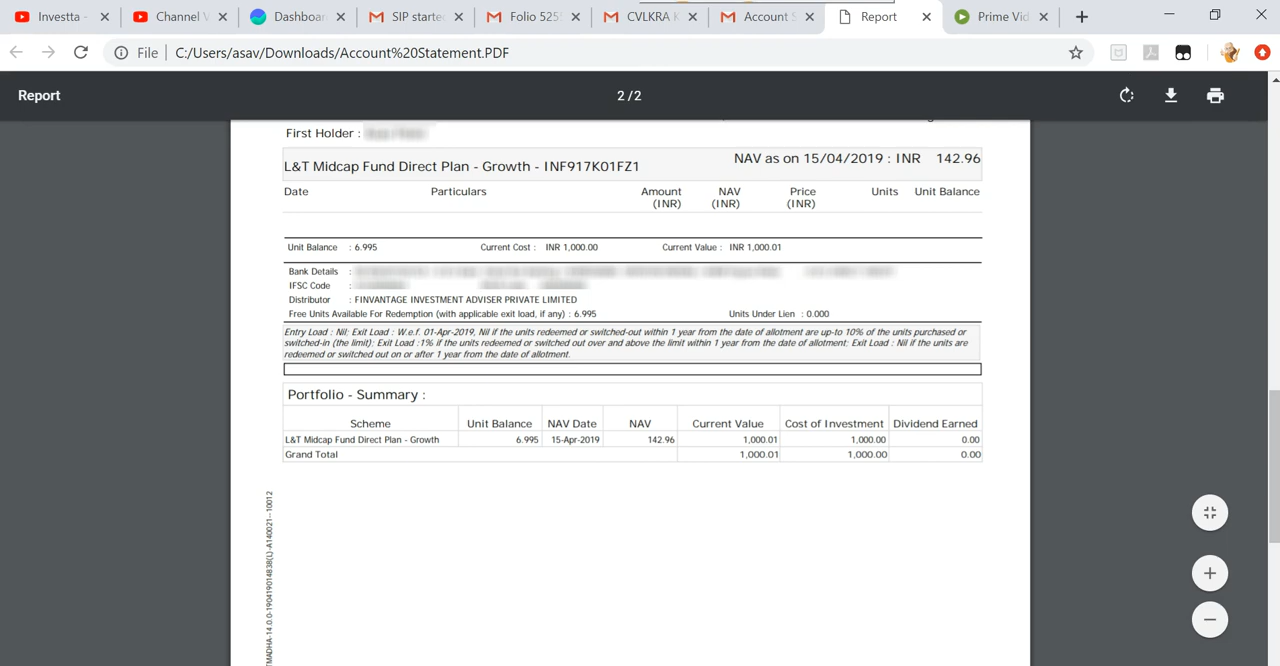 Investta -
Channel V
Dashboar
SIP starte
Folio 525
CVLKRA K
Account S
Report
Prime Vid
File
C:/Users/asav/Downloads/Account%20Statement.PDF
Report
2 / 2
First Holder :
L&T Midcap Fund Direct Plan - Growth - INF917K01FZ1
NAV as on 15/04/2019 : INR 142.96
Date Particulars Amount (INR) NAV (INR) Price (INR) Units Unit Balance
Unit Balance : 6.995 Current Cost : INR 1,000.00 Current Value : INR 1,000.01
Bank Details :
IFSC Code :
Distributor : FINVANTAGE INVESTMENT ADVISER PRIVATE LIMITED
Free Units Available For Redemption (with applicable exit load, if any) : 6.995 Units Under Lien : 0.000
Entry Load : Nil; Exit Load : W.e.f. 01-Apr-2019, Nil if the units redeemed or switched-out within 1 year from the date of allotment are up-to 10% of the units purchased or
switched-in (the limit); Exit Load :1% if the units redeemed or switched out over and above the limit within 1 year from the date of allotment; Exit Load : Nil if the units are
redeemed or switched out on or after 1 year from the date of allotment.
Portfolio - Summary :
Scheme Unit Balance NAV Date NAV Current Value Cost of Investment Dividend Earned
L&T Midcap Fund Direct Plan - Growth 6.995 15-Apr-2019 142.96 1,000.01 1,000.00 0.00
Grand Total 1,000.01 1,000.00 0.00